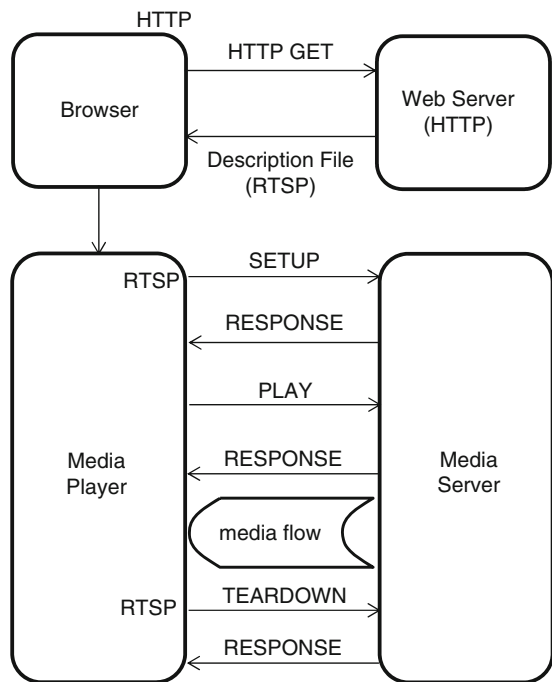 HTTP
HTTP GET
Browser
Web Server
(HTTP)
Description File
(RTSP)
SETUP
RTSP
RESPONSE
PLAY
RESPONSE
Media
Player
Media
Server
media flow
TEARDOWN
RTSP
RESPONSE